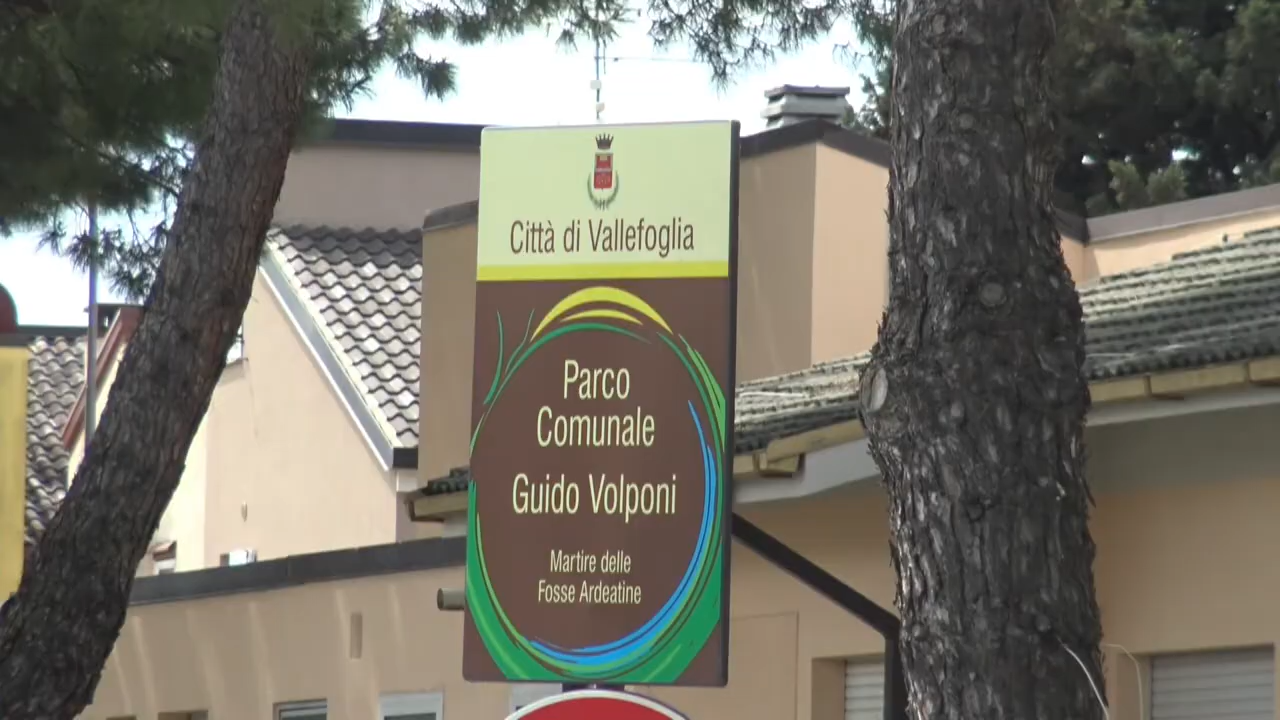 Città di Vallefoglia
Parco
Comunale
Guido Volponi
Martire delle
Fosse Ardeatine